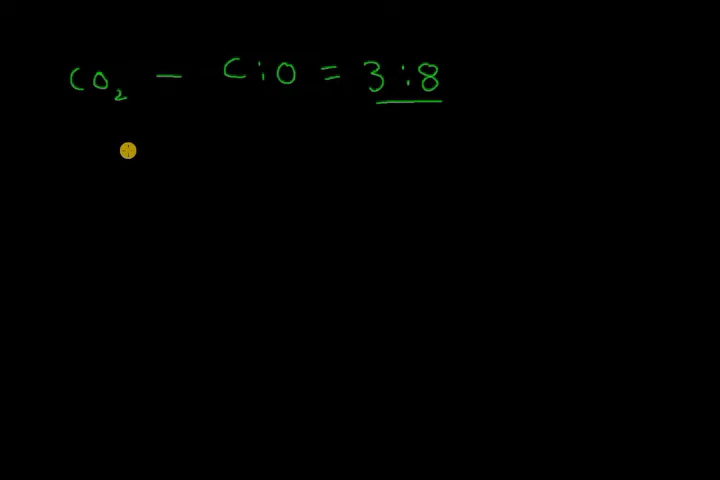 CO₂ – C:O = 3:8